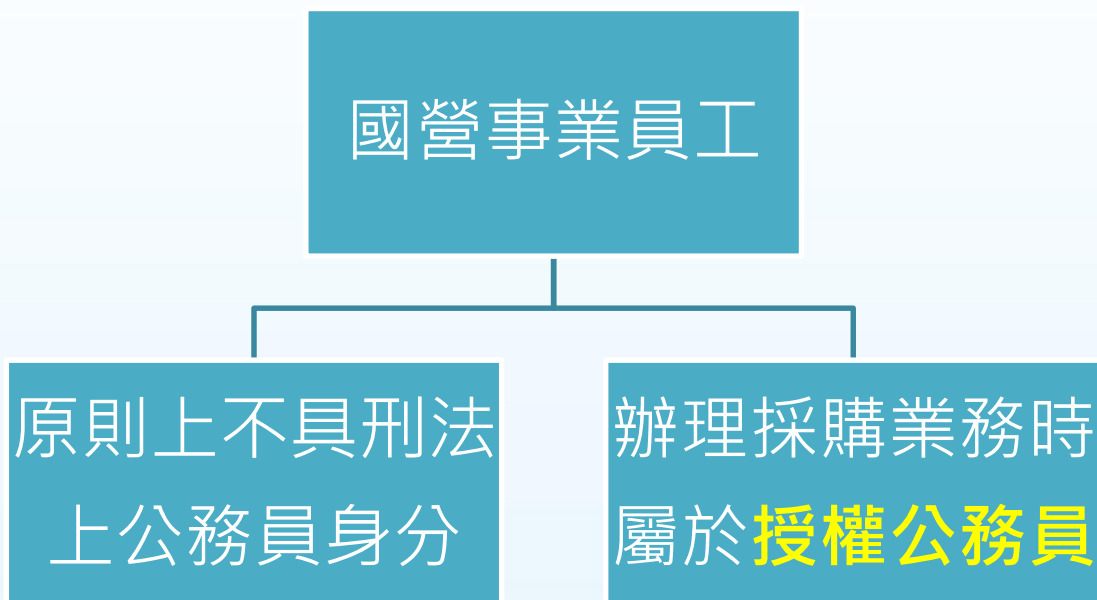 國營事業員工
原則上不具刑法
上公務員身分
辦理採購業務時
屬於授權公務員